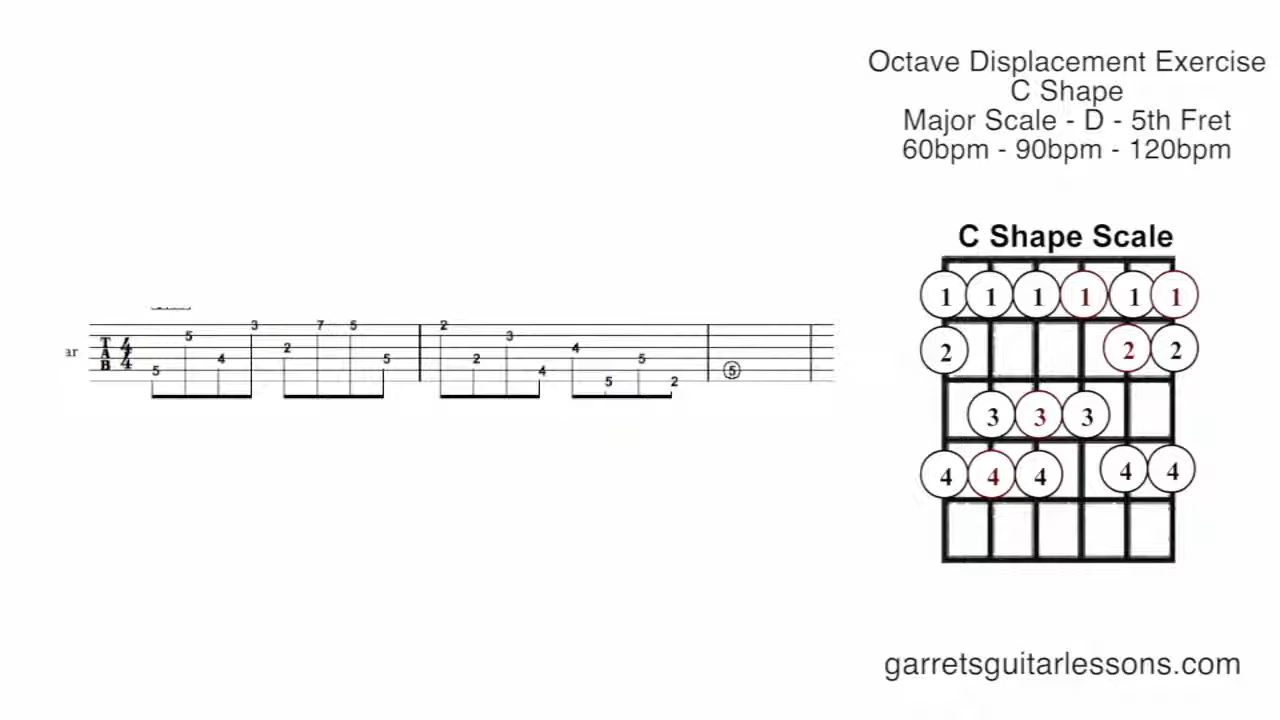 Octave Displacement Exercise
C Shape
Major Scale - D - 5th Fret
60bpm - 90bpm - 120bpm
C Shape Scale
1 1 1 1 1 1
2 2 2
3 3 3
4 4 4 4 4
3 7 5 2
5 3
2 4
ar T A B 4 4 4 5 2 5
5 4 5
5 2
garretsguitarlessons.com